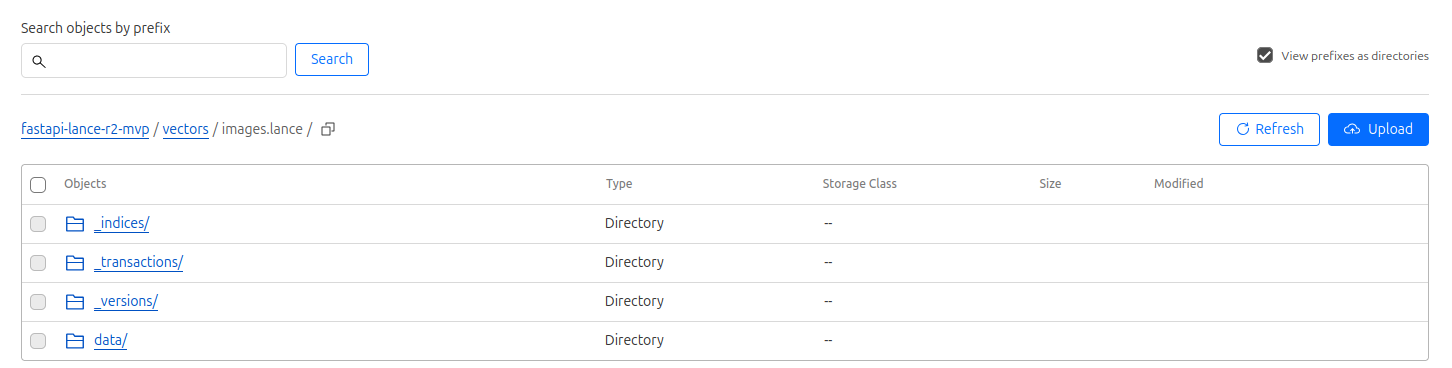 Search objects by prefix
Search
View prefixes as directories
fastapi-lance-r2-mvp / vectors / images.lance /
Refresh
Upload
Objects Type Storage Class Size Modified
_indices/ Directory --
_transactions/ Directory --
_versions/ Directory --
data/ Directory --